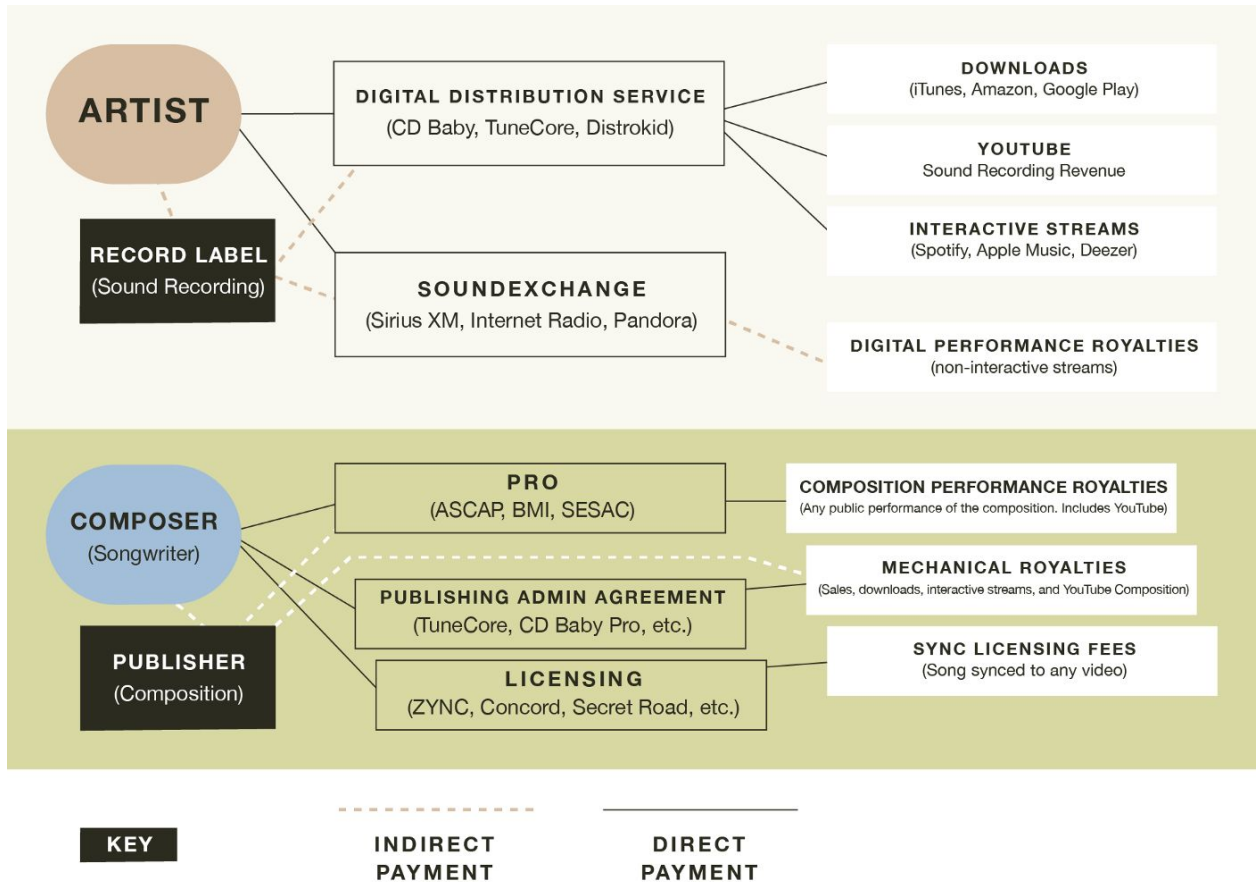 ARTIST
RECORD LABEL
(Sound Recording)
DIGITAL DISTRIBUTION SERVICE
(CD Baby, TuneCore, Distrokid)
SOUNDEXCHANGE
(Sirius XM, Internet Radio, Pandora)
DOWNLOADS
(iTunes, Amazon, Google Play)
YOUTUBE
Sound Recording Revenue
INTERACTIVE STREAMS
(Spotify, Apple Music, Deezer)
DIGITAL PERFORMANCE ROYALTIES
(non-interactive streams)
COMPOSER
(Songwriter)
PUBLISHER
(Composition)
PRO
(ASCAP, BMI, SESAC)
PUBLISHING ADMIN AGREEMENT
(TuneCore, CD Baby Pro, etc.)
LICENSING
(ZYNC, Concord, Secret Road, etc.)
COMPOSITION PERFORMANCE ROYALTIES
(Any public performance of the composition. Includes YouTube)
MECHANICAL ROYALTIES
(Sales, downloads, interactive streams, and YouTube Composition)
SYNC LICENSING FEES
(Song synced to any video)
KEY
INDIRECT
PAYMENT
DIRECT
PAYMENT